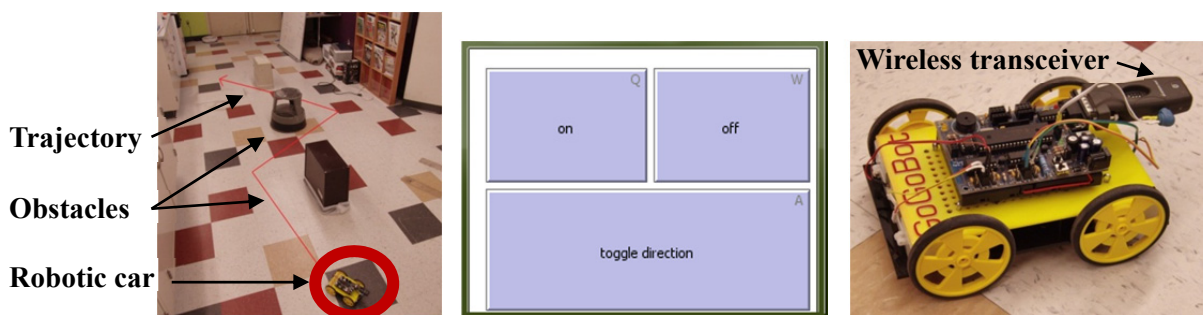 Trajectory
Obstacles
Robotic car
Q
on
W
off
A
toggle direction
Wireless transceiver
GoGoBot